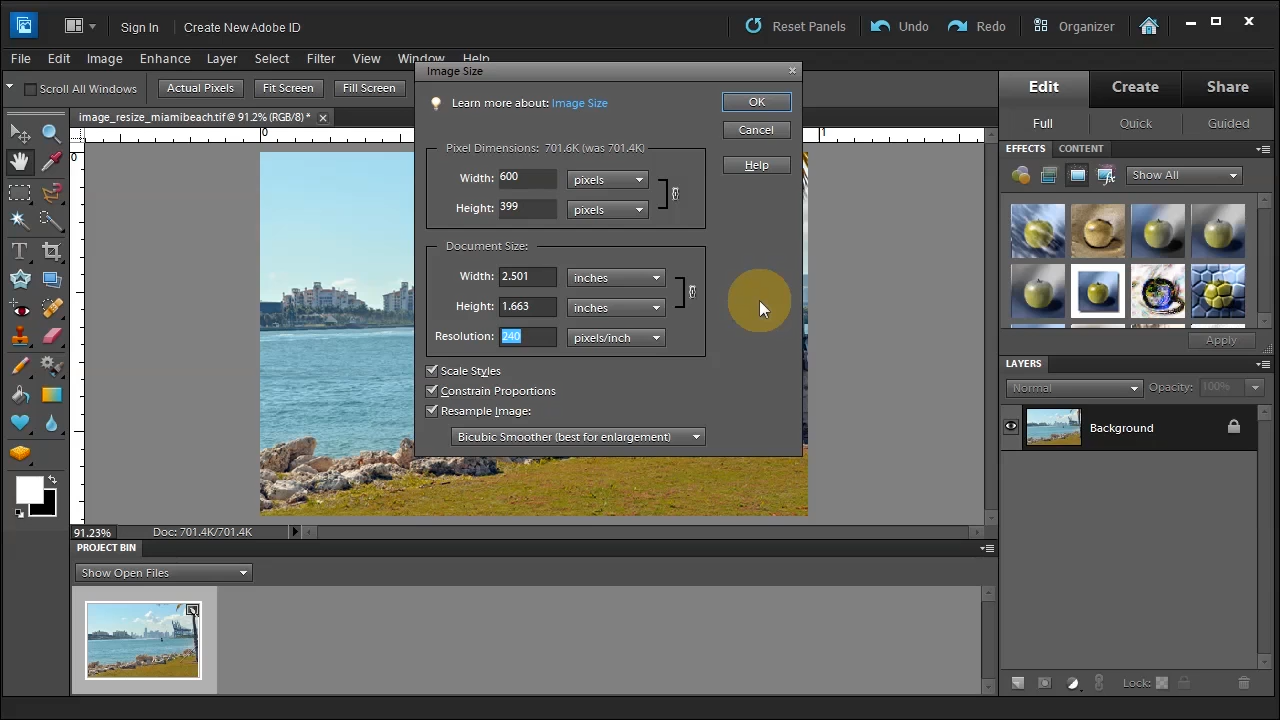 Sign In
Create New Adobe ID
Reset Panels
Undo
Redo
Organizer
File Edit Image Enhance Layer Select Filter View Window Help
Scroll All Windows
Actual Pixels
Fit Screen
Fill Screen
Edit
Create
Share
Full
Quick
Guided
image_resize_miamibeach.tif @ 91.2% (RGB/8) *
0
1
0
Image Size
Learn more about: Image Size
OK
Cancel
Help
Pixel Dimensions: 701.6K (was 701.4K)
Width: 600 pixels
Height: 399 pixels
Document Size:
Width: 2.501 inches
Height: 1.663 inches
Resolution: 240 pixels/inch
Scale Styles
Constrain Proportions
Resample Image:
Bicubic Smoother (best for enlargement)
EFFECTS
CONTENT
Show All
Apply
LAYERS
Normal
Opacity: 100%
Background
Lock:
91.23%
Doc: 701.4K/701.4K
PROJECT BIN
Show Open Files